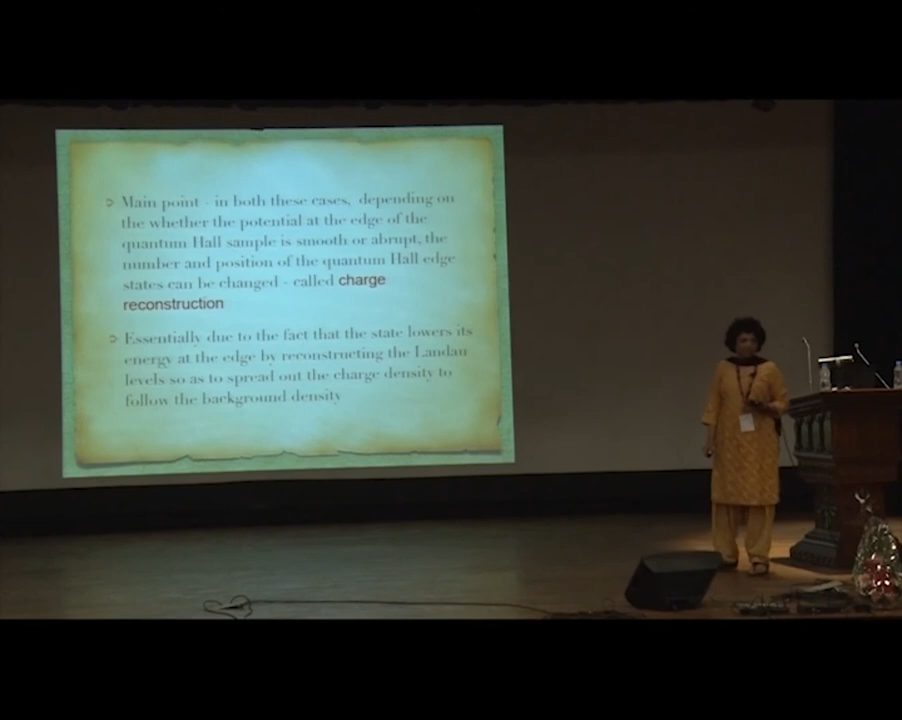 Main point - in both these cases, depending on
the whether the potential at the edge of the
quantum Hall sample is smooth or abrupt, the
number and position of the quantum Hall edge
states can be changed - called charge
reconstruction
Essentially due to the fact that the state lowers its
energy at the edge by reconstructing the Landau
levels so as to spread out the charge density to
follow the background density